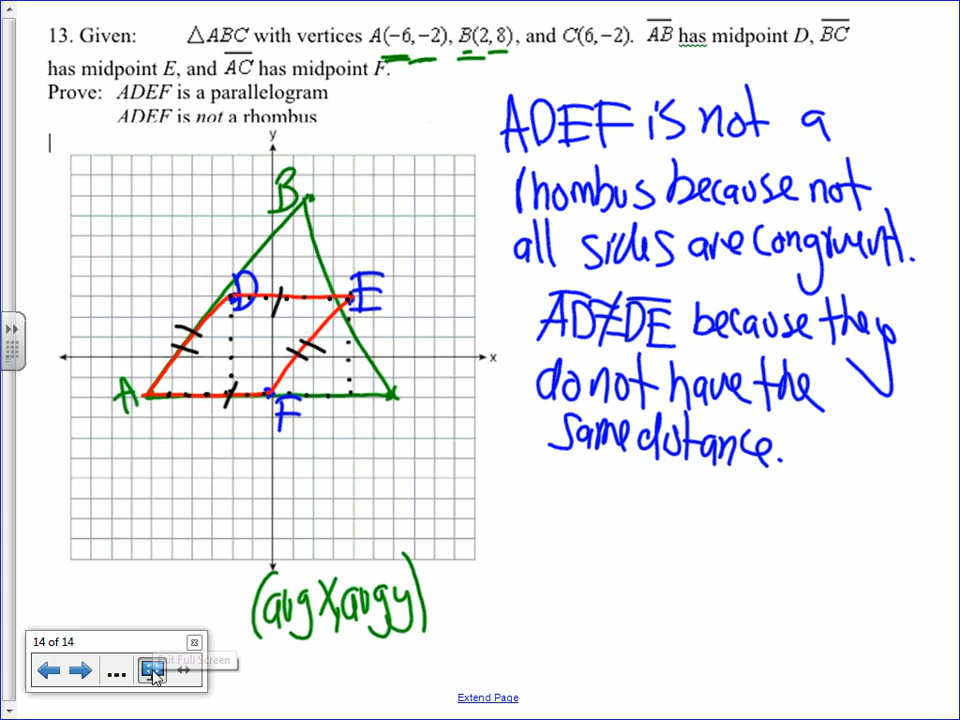 13. Given: △ABC with vertices A(−6,−2), B(2,8), and C(6,−2). AB has midpoint D, BC
has midpoint E, and AC has midpoint F.
Prove: ADEF is a parallelogram
ADEF is not a rhombus
ADEF is not a
rhombus because not
all sides are congruent.
AD≠DE because they
do not have the
same distance.
y
B
D
E
x
A
F
(avg x, avg y)
14 of 14
Exit Full Screen
...
Extend Page